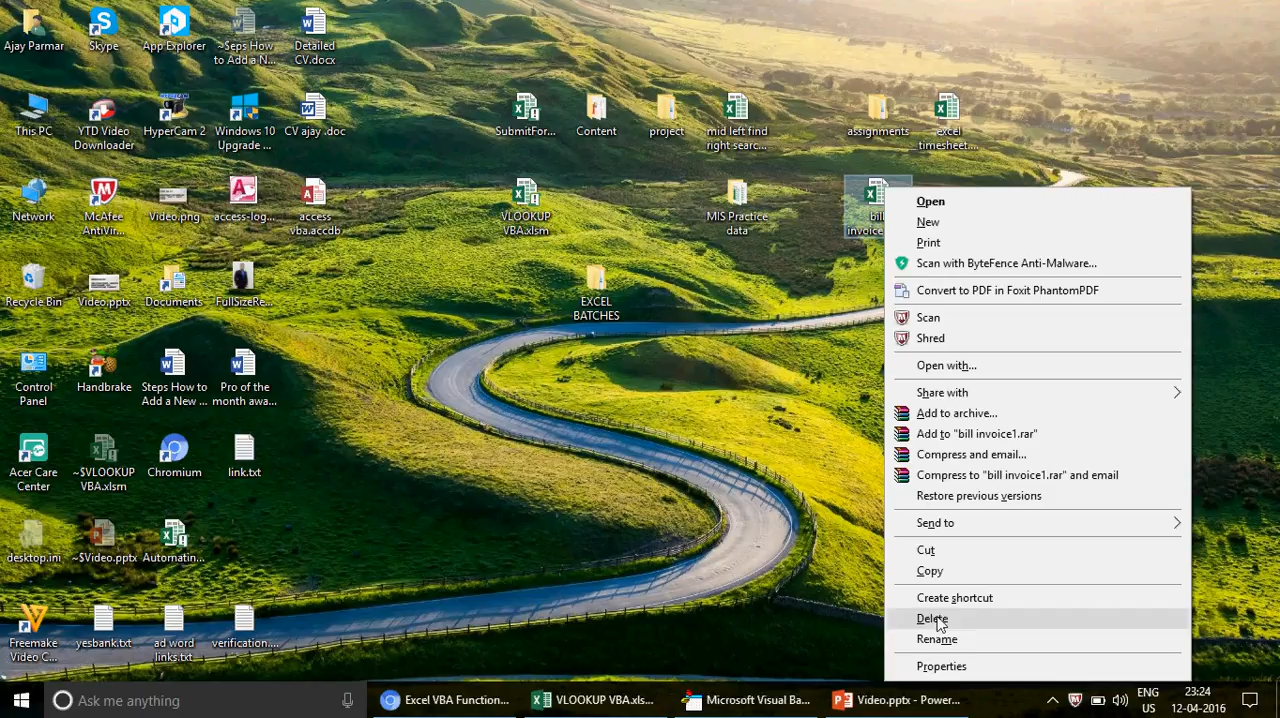 Ajay Parmar
Skype
App Explorer
~Seps How
to Add a N...
Detailed
CV.docx
This PC
YTD Video
Downloader
HyperCam 2
Windows 10
Upgrade ...
CV ajay .doc
SubmitFor...
Content
project
mid left find
right searc...
assignments
excel
timesheet....
Network
McAfee
AntiVir...
Video.png
access-log...
access
vba.accdb
VLOOKUP
VBA.xlsm
MIS Practice
data
bill
invoice
Recycle Bin
Video.pptx
Documents
FullSizeRe...
EXCEL
BATCHES
Control
Panel
Handbrake
Steps How to
Add a New ...
Pro of the
month awa...
Acer Care
Center
~$VLOOKUP
VBA.xlsm
Chromium
link.txt
desktop.ini
~$Video.pptx
Automatin...
Freemake
Video C...
yesbank.txt
ad word
links.txt
verification....
Open
New
Print
Scan with ByteFence Anti-Malware...
Convert to PDF in Foxit PhantomPDF
Scan
Shred
Open with...
Share with
Add to archive...
Add to "bill invoice1.rar"
Compress and email...
Compress to "bill invoice1.rar" and email
Restore previous versions
Send to
Cut
Copy
Create shortcut
Delete
Rename
Properties
Ask me anything
Excel VBA Function...
VLOOKUP VBA.xls...
Microsoft Visual Ba...
Video.pptx - Power...
ENG
US
23:24
12-04-2016